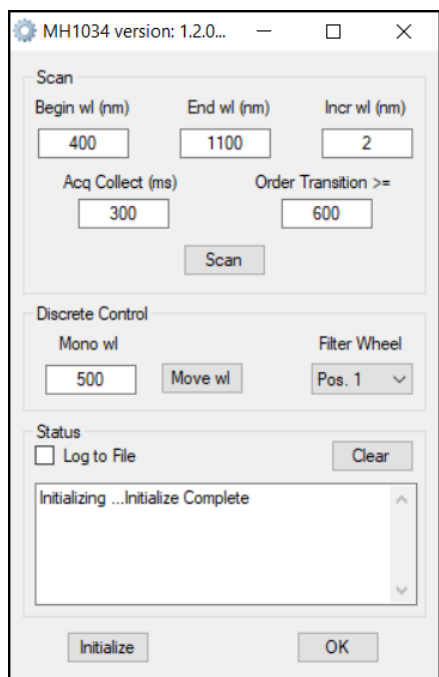 MH1034 version: 1.2.0...
Scan
Begin wl (nm) End wl (nm) Incr wl (nm)
400 1100 2
Acq Collect (ms) Order Transition >=
300 600
Scan
Discrete Control
Mono wl Filter Wheel
500 Move wl Pos. 1
Status
Log to File Clear
Initializing ...Initialize Complete
Initialize OK